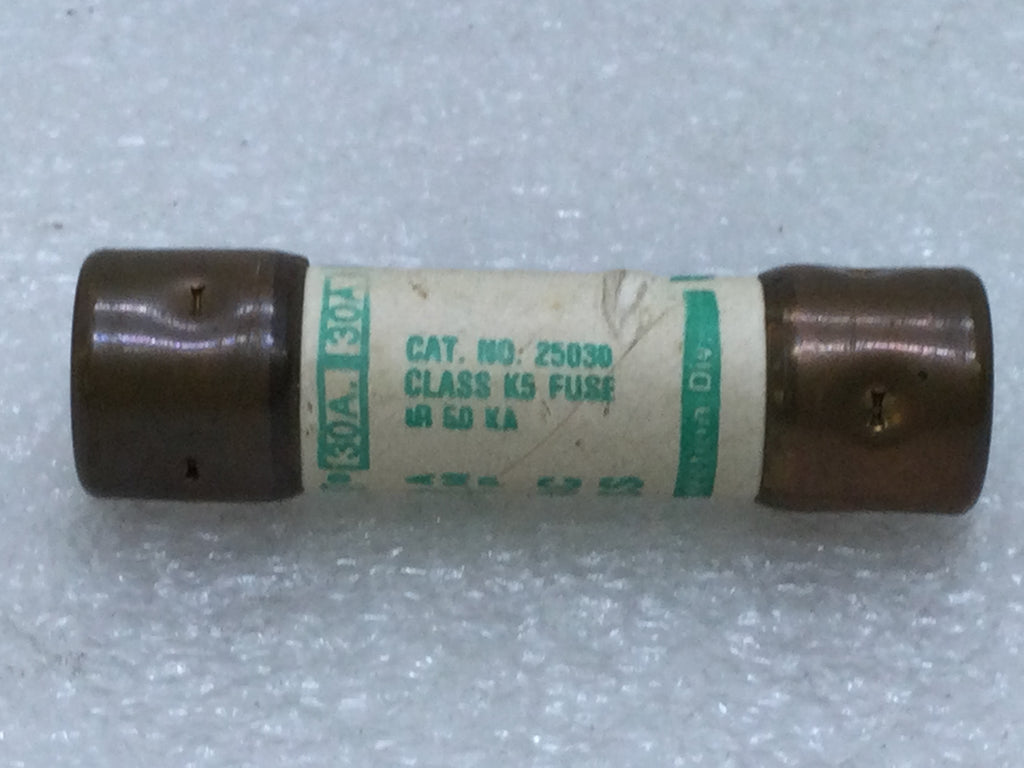 30A. 30A
CAT. NO. 25030
CLASS K5 FUSE
IR 50 KA
Div.